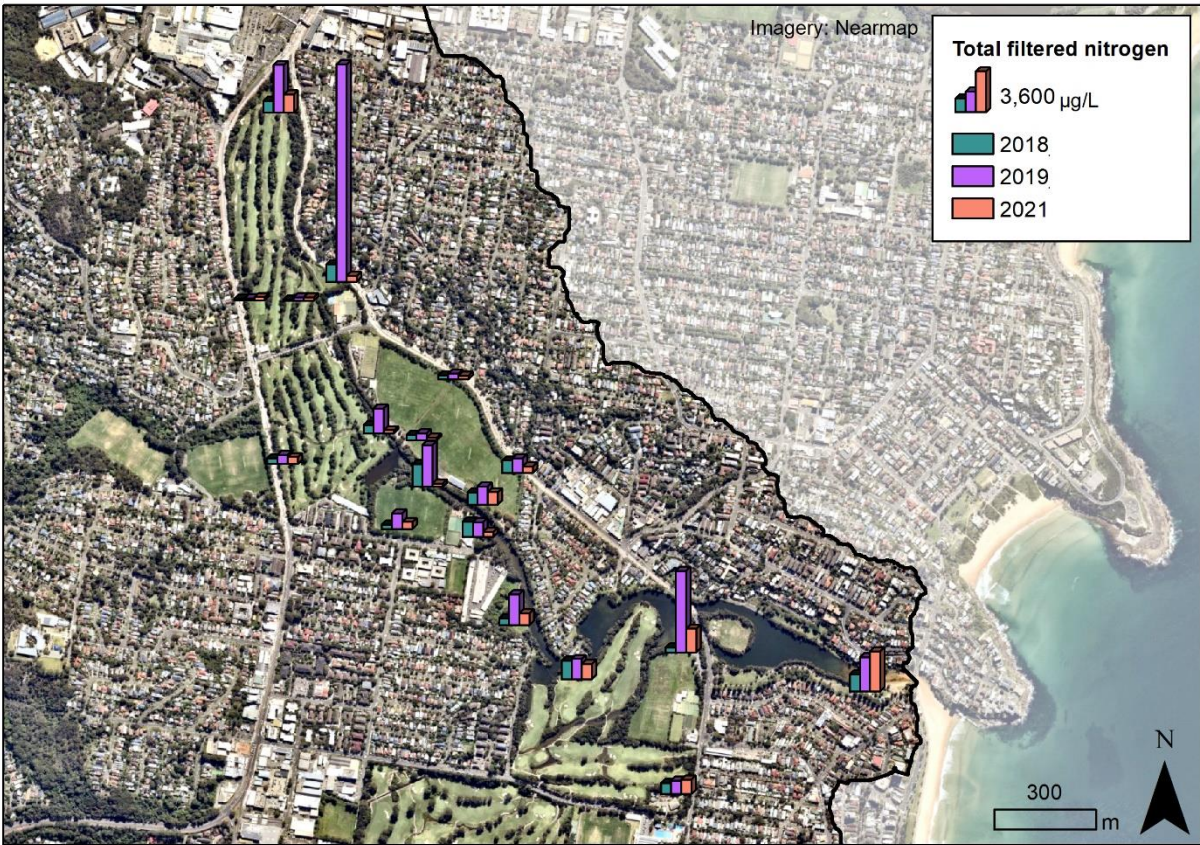 Imagery: Nearmap
Total filtered nitrogen
3,600 µg/L
2018
2019
2021
N
300
m